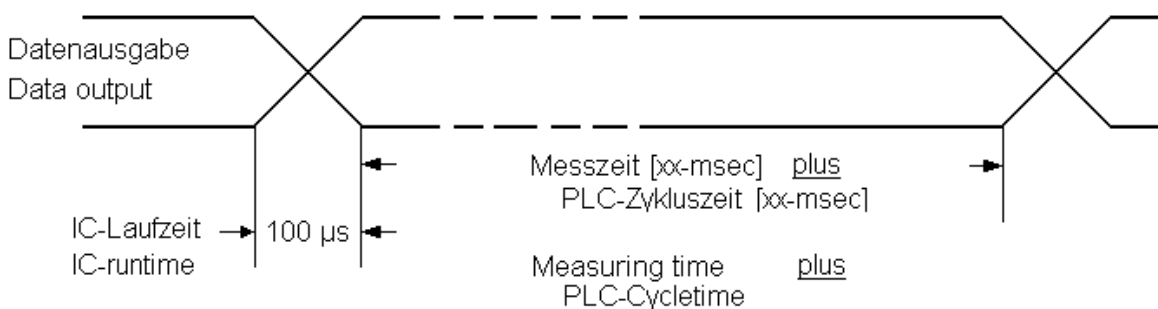 Datenausgabe
Data output
Messzeit [xx-msec] plus
PLC-Zykluszeit [xx-msec]
IC-Laufzeit 100 µs
IC-runtime
Measuring time plus
PLC-Cycletime